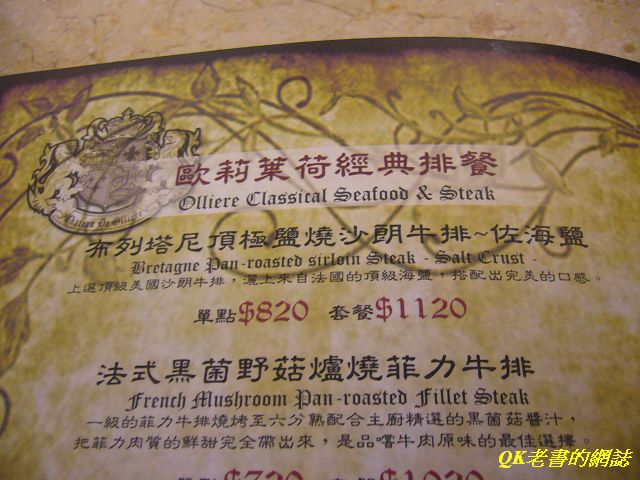 歐莉葉荷經典排餐
Olliere Classical Seafood & Steak
布列塔尼頂極鹽燒沙朗牛排~佐海鹽
Bretagne Pan-roasted sirloin Steak - Salt Crust -
上選頂級美國沙朗牛排，灑上來自法國的頂級海鹽，搭配出完美的口感。
單點$820 套餐$1120
法式黑菌野菇爐燒菲力牛排
French Mushroom Pan-roasted Fillet Steak
一級的菲力牛排燒烤至六分熟配合主廚精選的黑菌菇醬汁，
把菲力肉質的鮮甜完全帶出來，是品嚐牛肉原味的最佳選擇。
單點$720 套餐$1020
QK老書的網誌